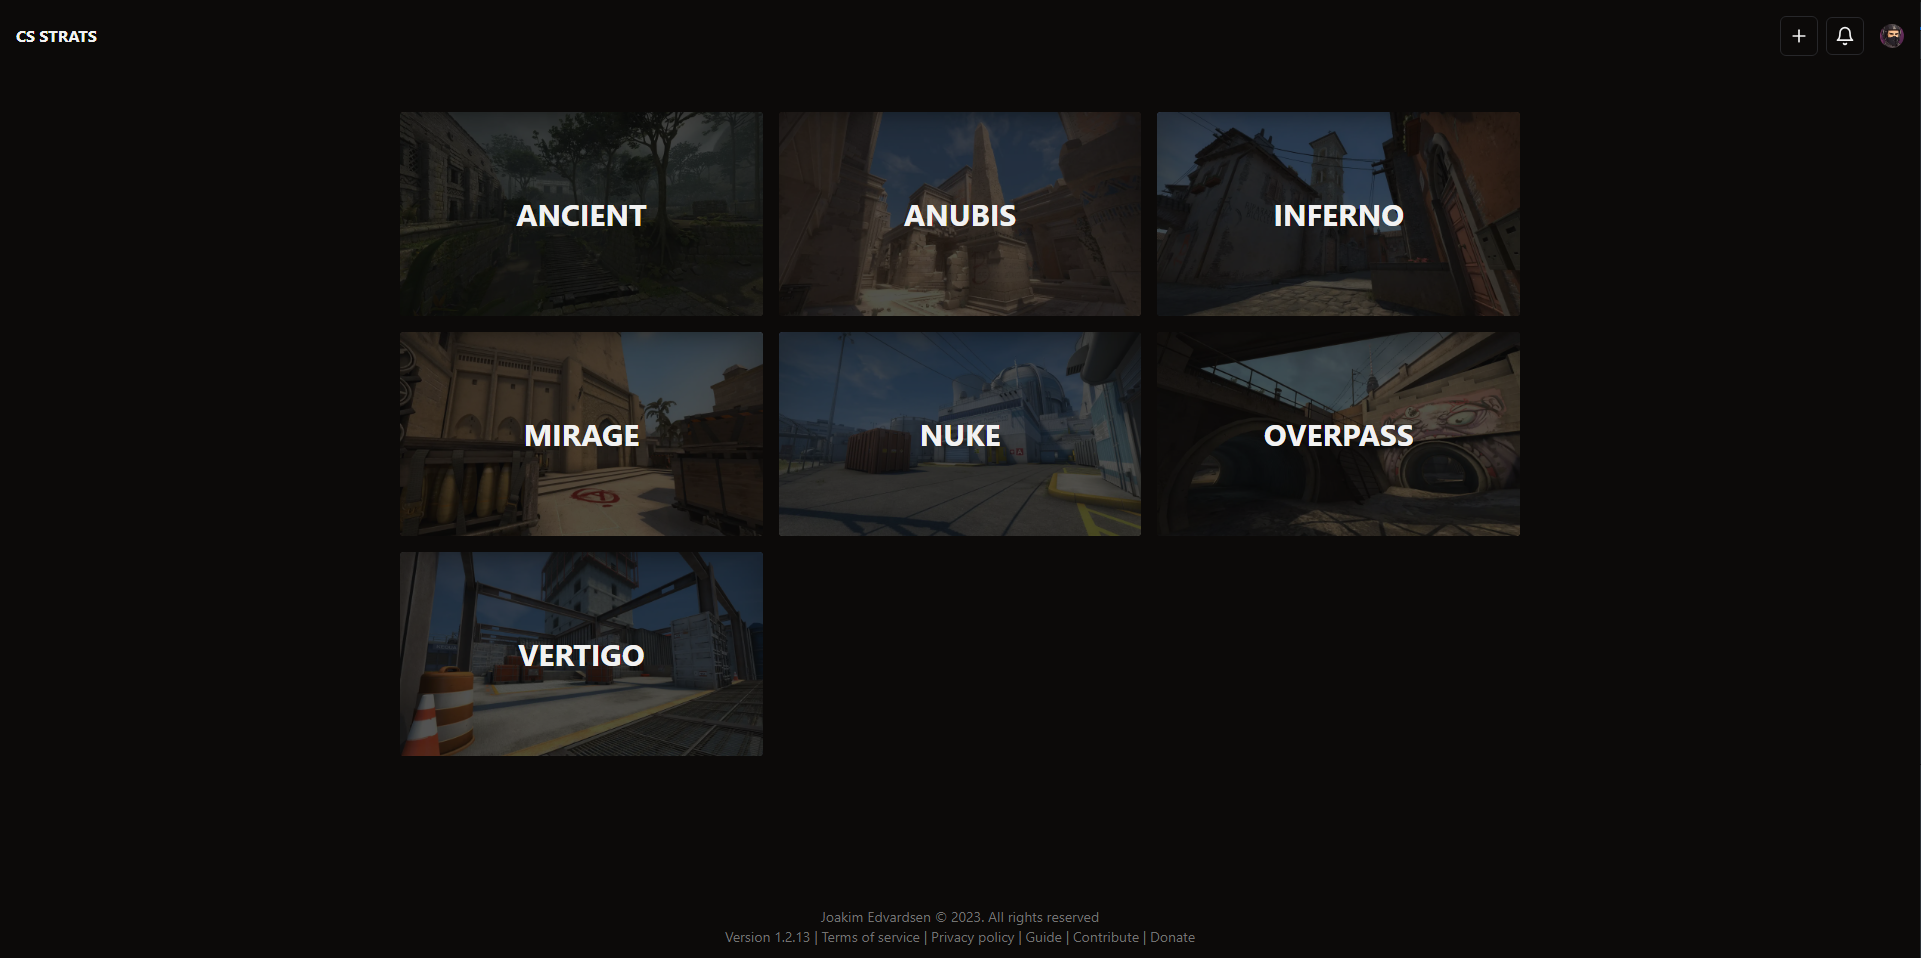 CS STRATS
ANCIENT
ANUBIS
INFERNO
MIRAGE
NUKE
OVERPASS
VERTIGO
Joakim Edvardsen © 2023. All rights reserved
Version 1.2.13 | Terms of service | Privacy policy | Guide | Contribute | Donate